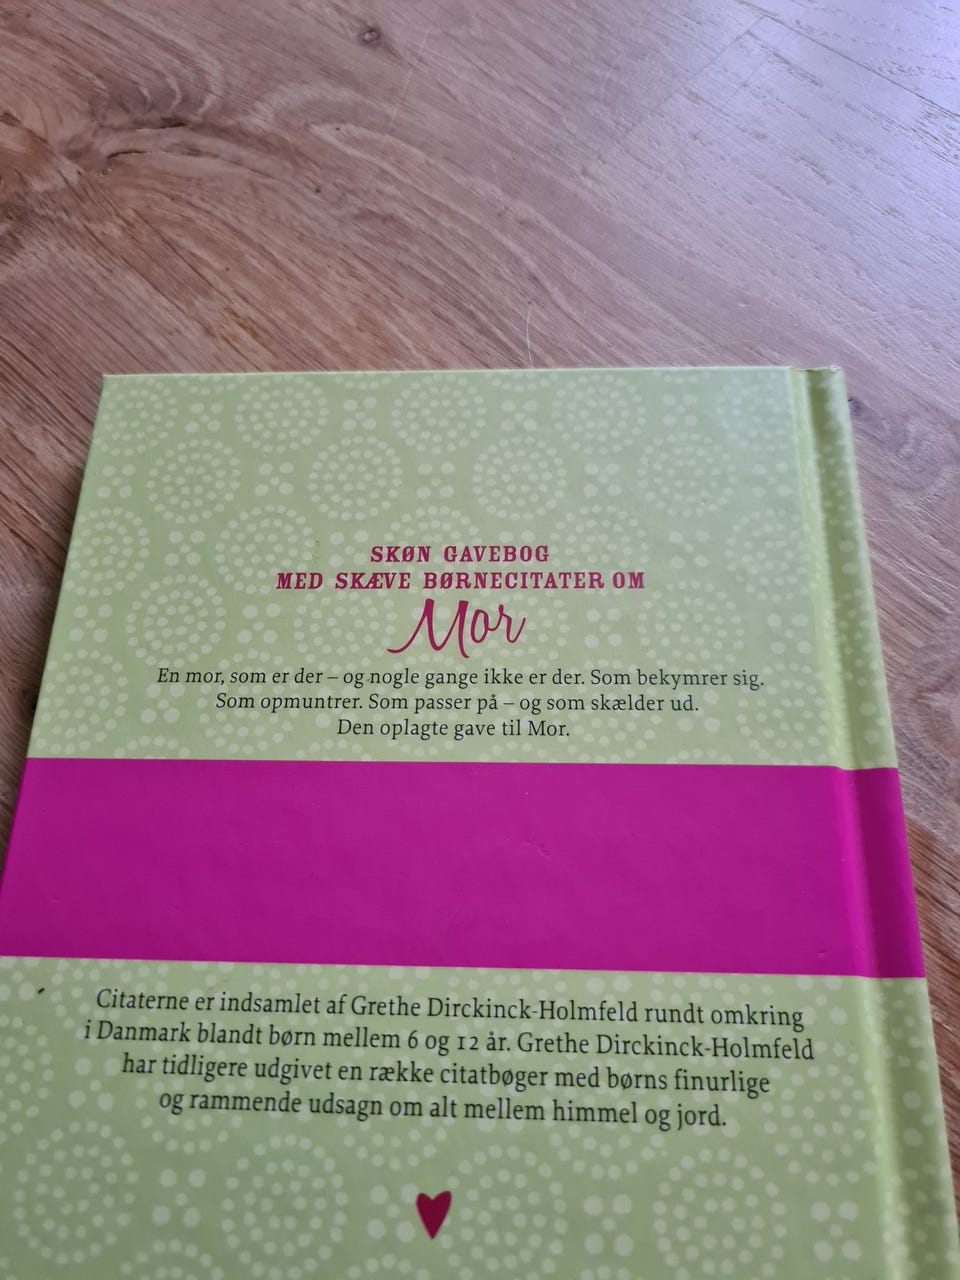 SKØN GAVEBOG
MED SKÆVE BØRNECITATER OM
Mor
En mor, som er der – og nogle gange ikke er der. Som bekymrer sig.
Som opmuntrer. Som passer på – og som skælder ud.
Den oplagte gave til Mor.
Citaterne er indsamlet af Grethe Dirckinck-Holmfeld rundt omkring
i Danmark blandt børn mellem 6 og 12 år. Grethe Dirckinck-Holmfeld
har tidligere udgivet en række citatbøger med børns finurlige
og rammende udsagn om alt mellem himmel og jord.